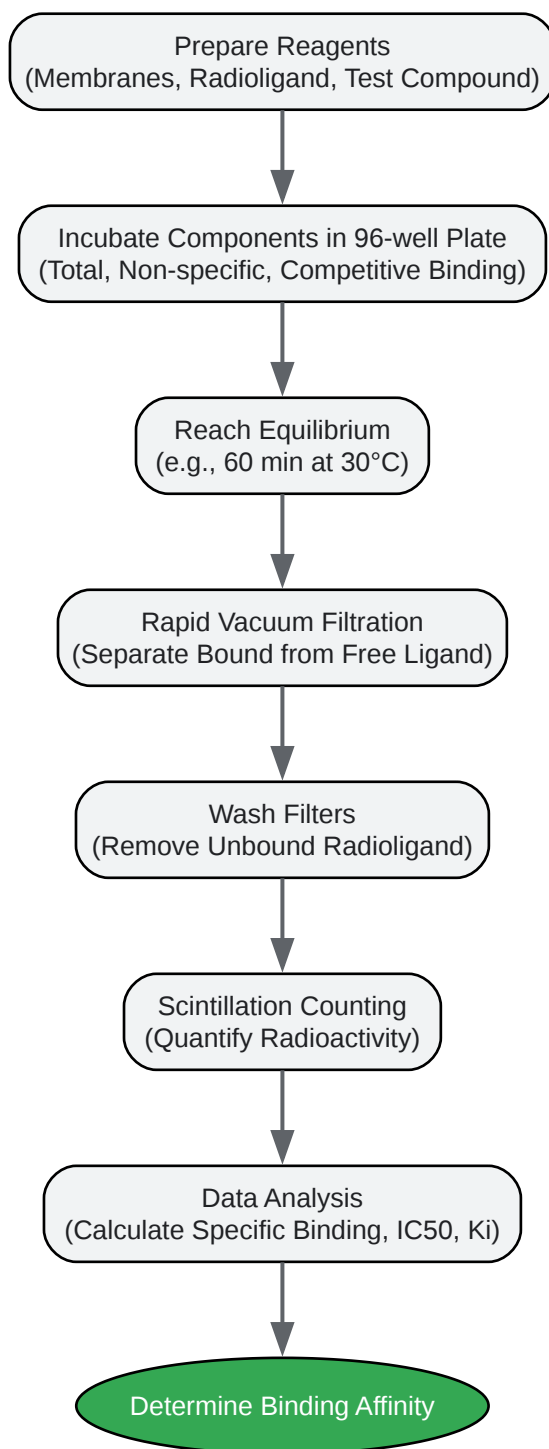 Prepare Reagents
(Membranes, Radioligand, Test Compound)
Incubate Components in 96-well Plate
(Total, Non-specific, Competitive Binding)
Reach Equilibrium
(e.g., 60 min at 30°C)
Rapid Vacuum Filtration
(Separate Bound from Free Ligand)
Wash Filters
(Remove Unbound Radioligand)
Scintillation Counting
(Quantify Radioactivity)
Data Analysis
(Calculate Specific Binding, IC50, Ki)
Determine Binding Affinity